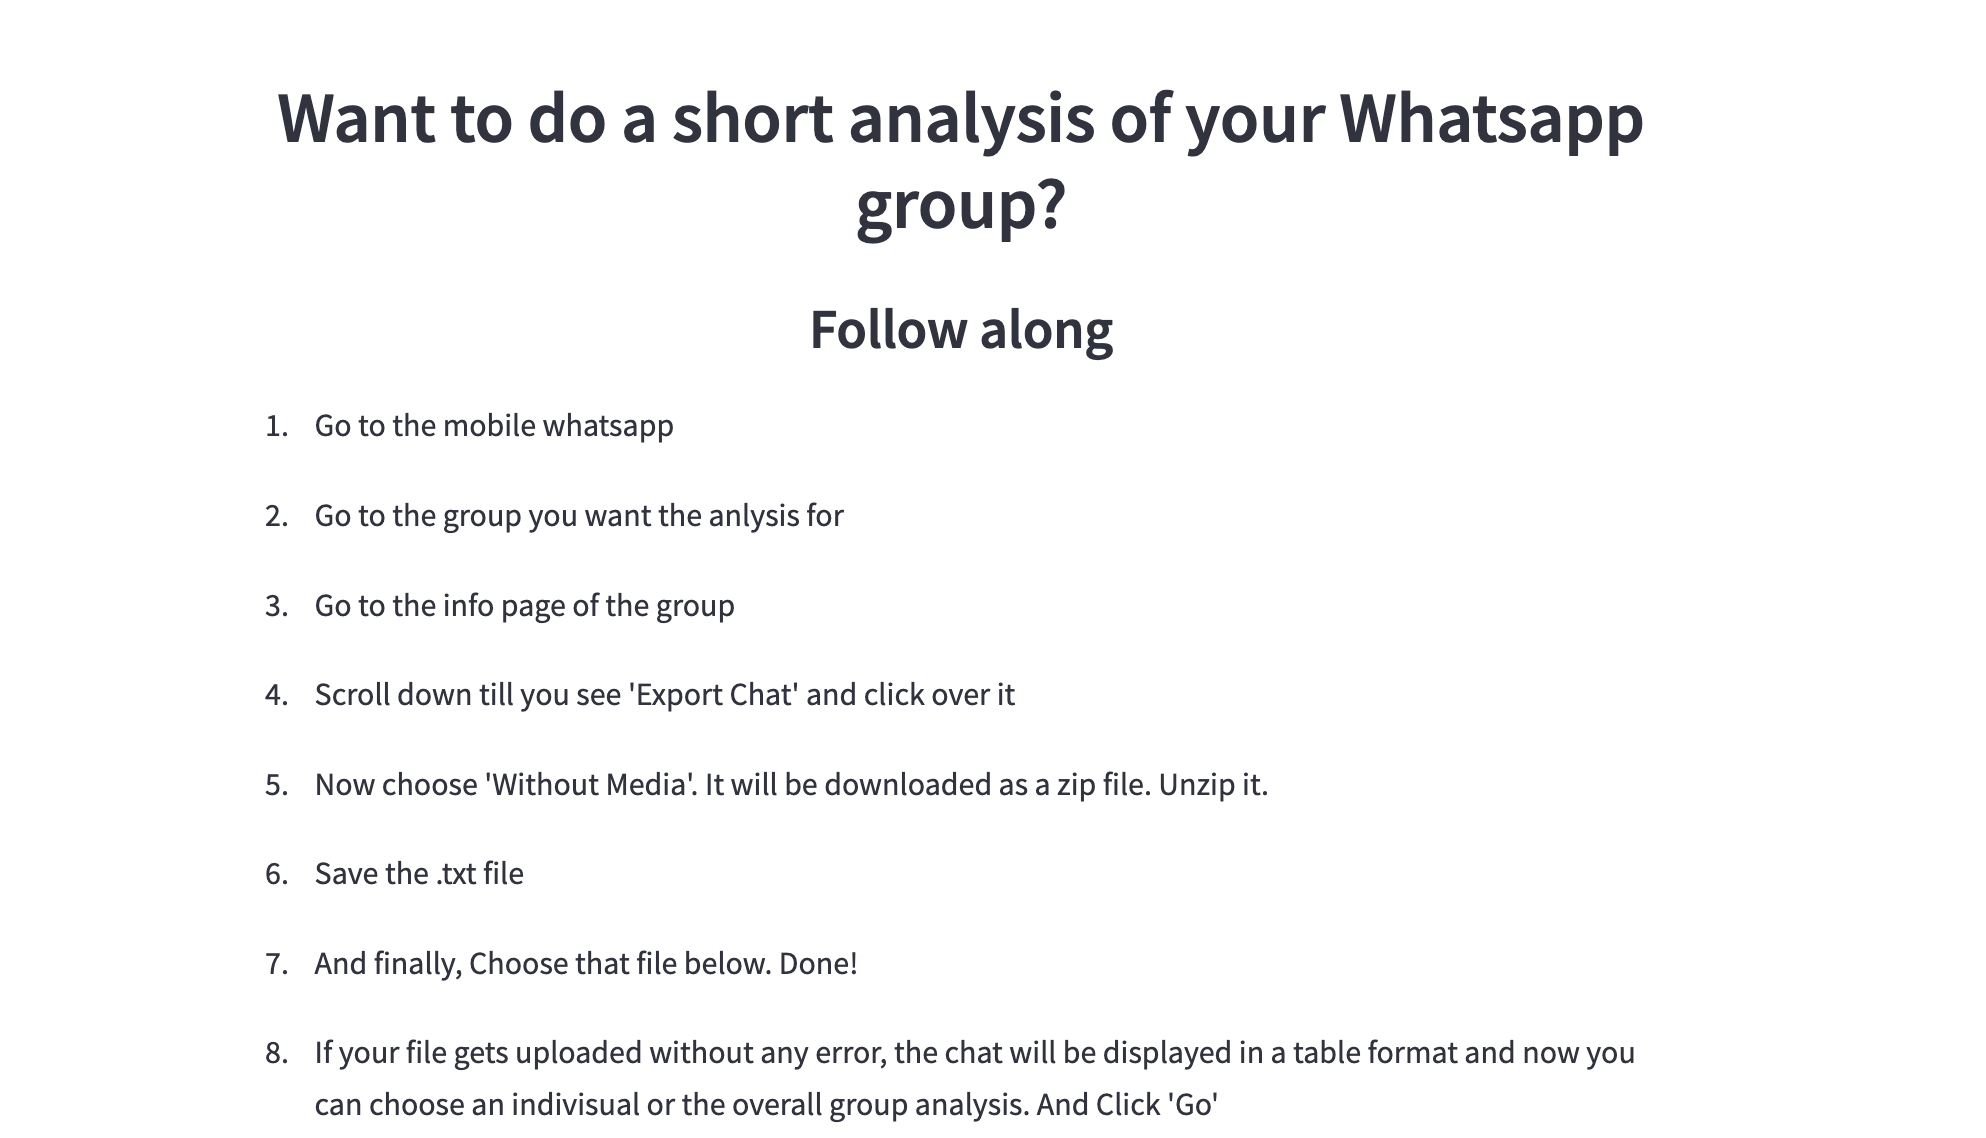 Want to do a short analysis of your Whatsapp
group?
Follow along
1. Go to the mobile whatsapp
2. Go to the group you want the anlysis for
3. Go to the info page of the group
4. Scroll down till you see 'Export Chat' and click over it
5. Now choose 'Without Media'. It will be downloaded as a zip file. Unzip it.
6. Save the .txt file
7. And finally, Choose that file below. Done!
8. If your file gets uploaded without any error, the chat will be displayed in a table format and now you
can choose an indivisual or the overall group analysis. And Click 'Go'